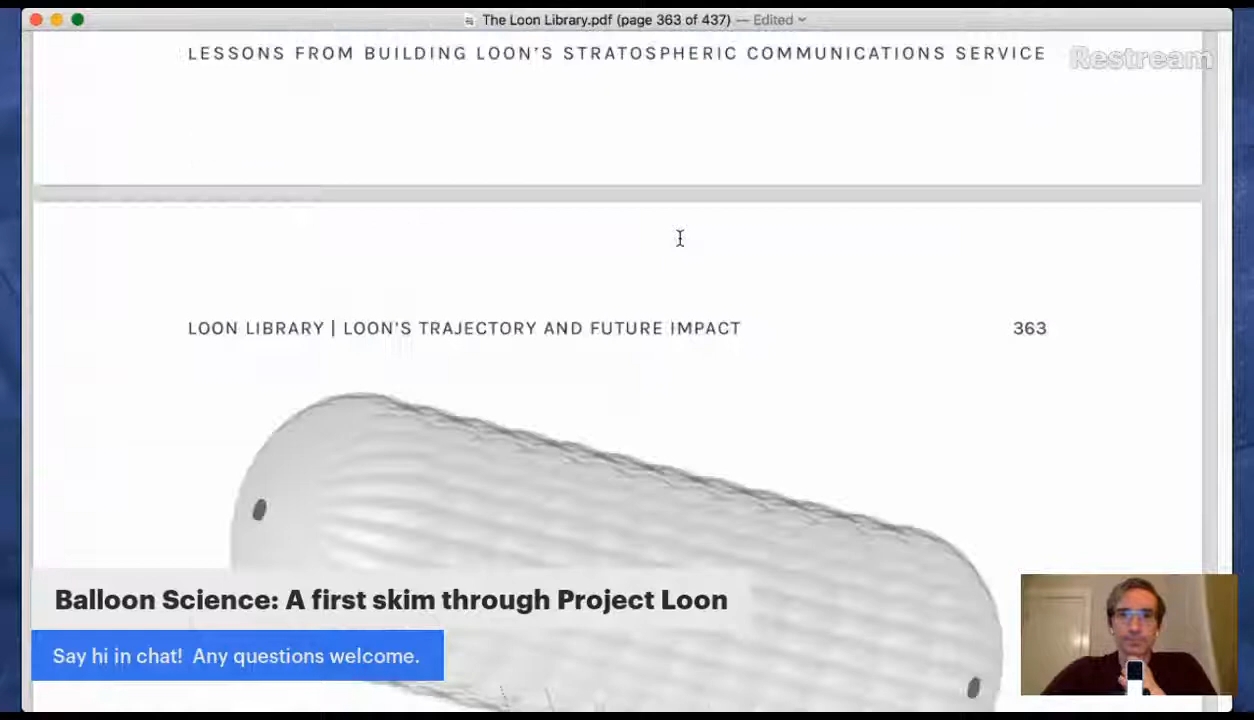 The Loon Library.pdf (page 363 of 437) — Edited
LESSONS FROM BUILDING LOON'S STRATOSPHERIC COMMUNICATIONS SERVICE
Restream
LOON LIBRARY | LOON'S TRAJECTORY AND FUTURE IMPACT 363
Balloon Science: A first skim through Project Loon
Say hi in chat! Any questions welcome.